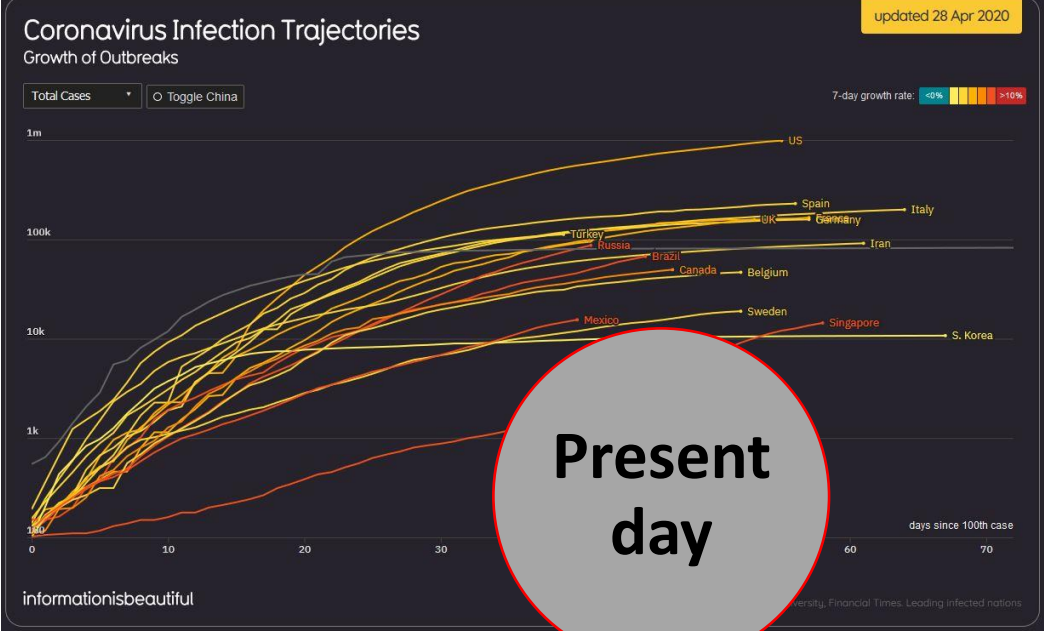 Coronavirus Infection Trajectories
Growth of Outbreaks
updated 28 Apr 2020
Total Cases
Toggle China
7-day growth rate: <0% >10%
1m
US
Spain
Italy
UK
Germany
100k
Turkey
Russia
Iran
Brazil
Canada
Belgium
Sweden
Mexico
Singapore
10k
S. Korea
1k
Present
day
100
days since 100th case
0 10 20 30 60 70
informationisbeautiful
Financial Times. Leading infected nations